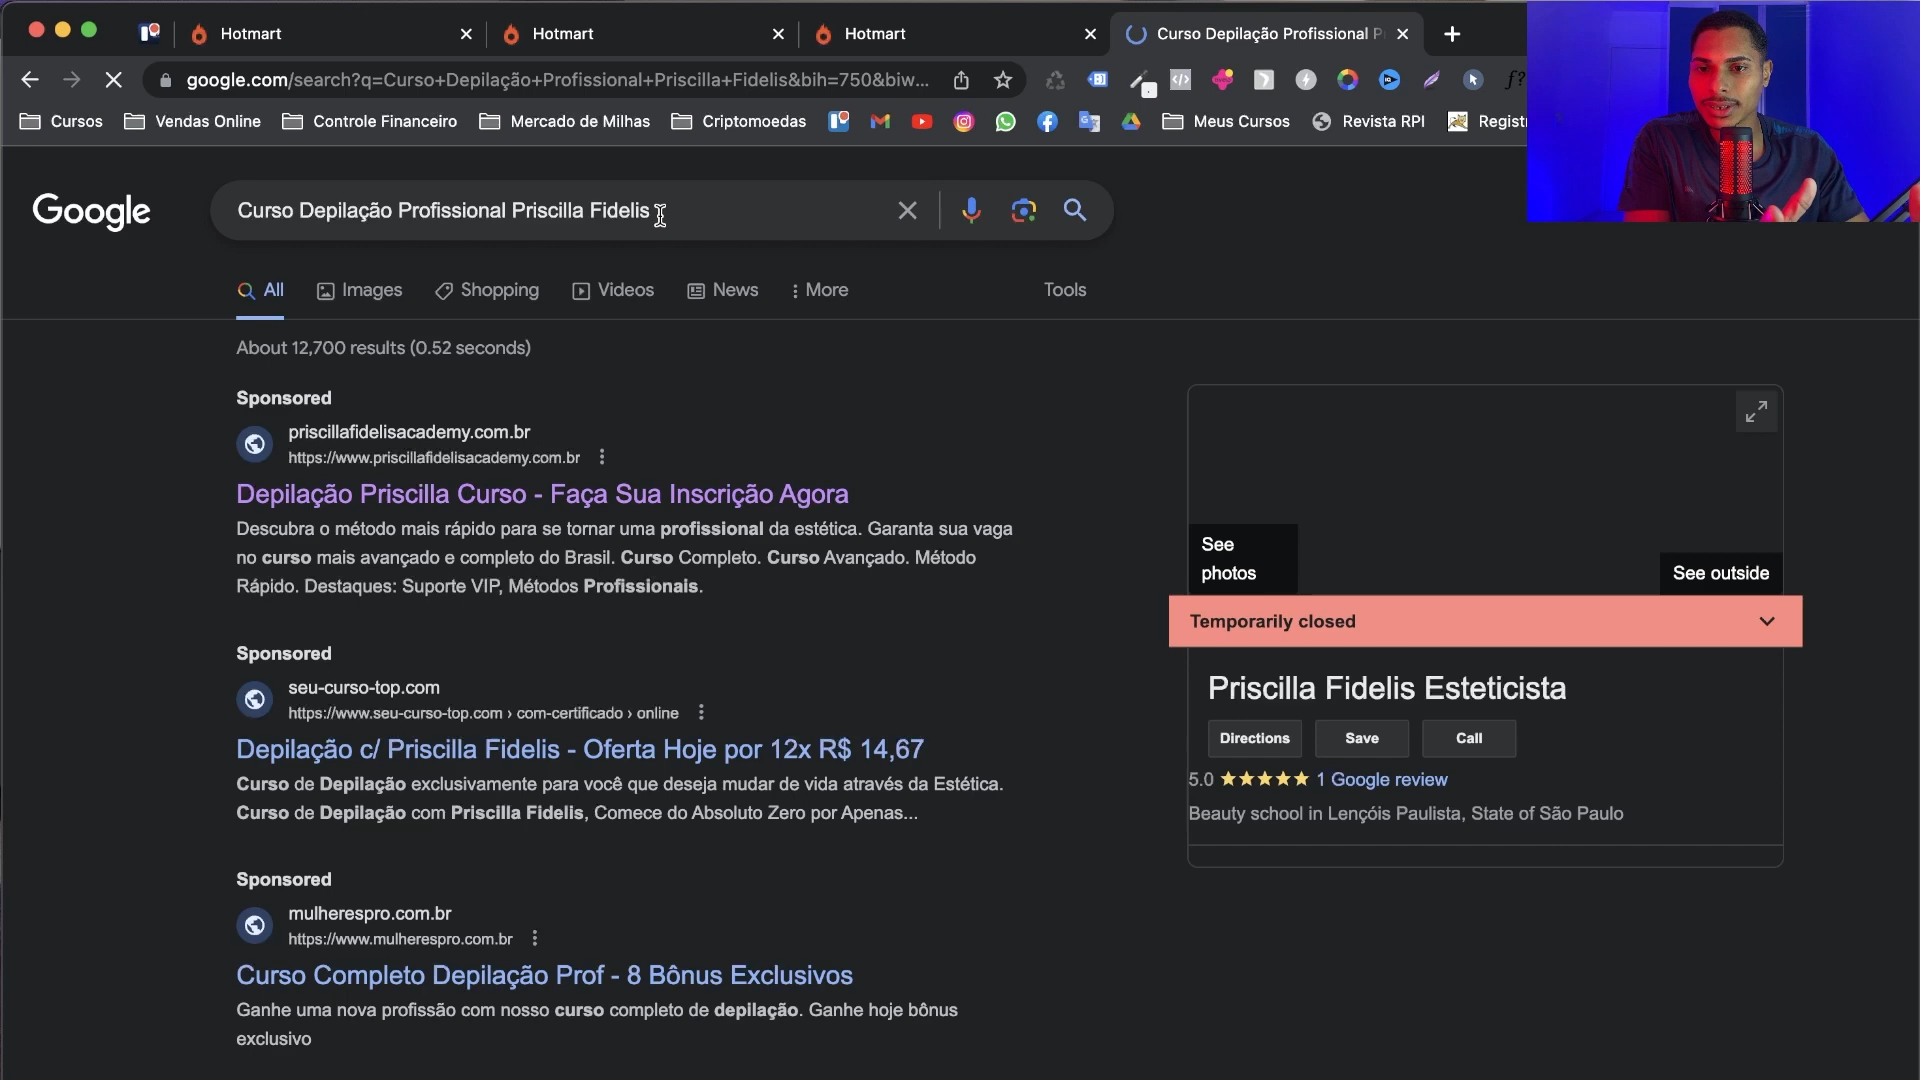 Hotmart
Hotmart
Hotmart
Curso Depilação Profissional P
google.com/search?q=Curso+Depilação+Profissional+Priscilla+Fidelis&bih=750&biw...
f?
Cursos
Vendas Online
Controle Financeiro
Mercado de Milhas
Criptomoedas
Meus Cursos
Revista RPI
Registr
Google
Curso Depilação Profissional Priscilla Fidelis
All
Images
Shopping
Videos
News
More
Tools
About 12,700 results (0.52 seconds)
Sponsored
priscillafidelisacademy.com.br
https://www.priscillafidelisacademy.com.br
Depilação Priscilla Curso - Faça Sua Inscrição Agora
Descubra o método mais rápido para se tornar uma profissional da estética. Garanta sua vaga
no curso mais avançado e completo do Brasil. Curso Completo. Curso Avançado. Método
Rápido. Destaques: Suporte VIP, Métodos Profissionais.
Sponsored
seu-curso-top.com
https://www.seu-curso-top.com › com-certificado › online
Depilação c/ Priscilla Fidelis - Oferta Hoje por 12x R$ 14,67
Curso de Depilação exclusivamente para você que deseja mudar de vida através da Estética.
Curso de Depilação com Priscilla Fidelis, Comece do Absoluto Zero por Apenas...
Sponsored
mulherespro.com.br
https://www.mulherespro.com.br
Curso Completo Depilação Prof - 8 Bônus Exclusivos
Ganhe uma nova profissão com nosso curso completo de depilação. Ganhe hoje bônus
exclusivo
See
photos
See outside
Temporarily closed
Priscilla Fidelis Esteticista
Directions
Save
Call
5.0 ★★★★★ 1 Google review
Beauty school in Lençóis Paulista, State of São Paulo